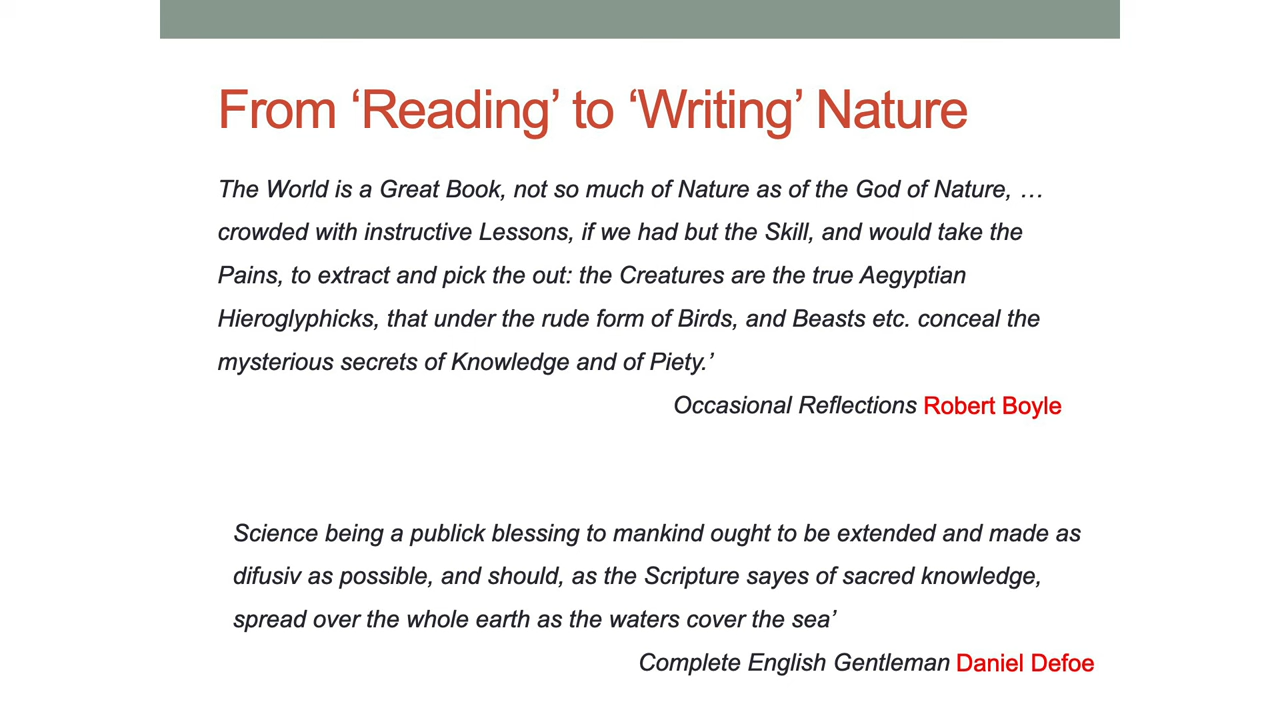 From ‘Reading’ to ‘Writing’ Nature
The World is a Great Book, not so much of Nature as of the God of Nature, …
crowded with instructive Lessons, if we had but the Skill, and would take the
Pains, to extract and pick the out: the Creatures are the true Aegyptian
Hieroglyphicks, that under the rude form of Birds, and Beasts etc. conceal the
mysterious secrets of Knowledge and of Piety.’
Occasional Reflections Robert Boyle
Science being a publick blessing to mankind ought to be extended and made as
difusiv as possible, and should, as the Scripture sayes of sacred knowledge,
spread over the whole earth as the waters cover the sea’
Complete English Gentleman Daniel Defoe